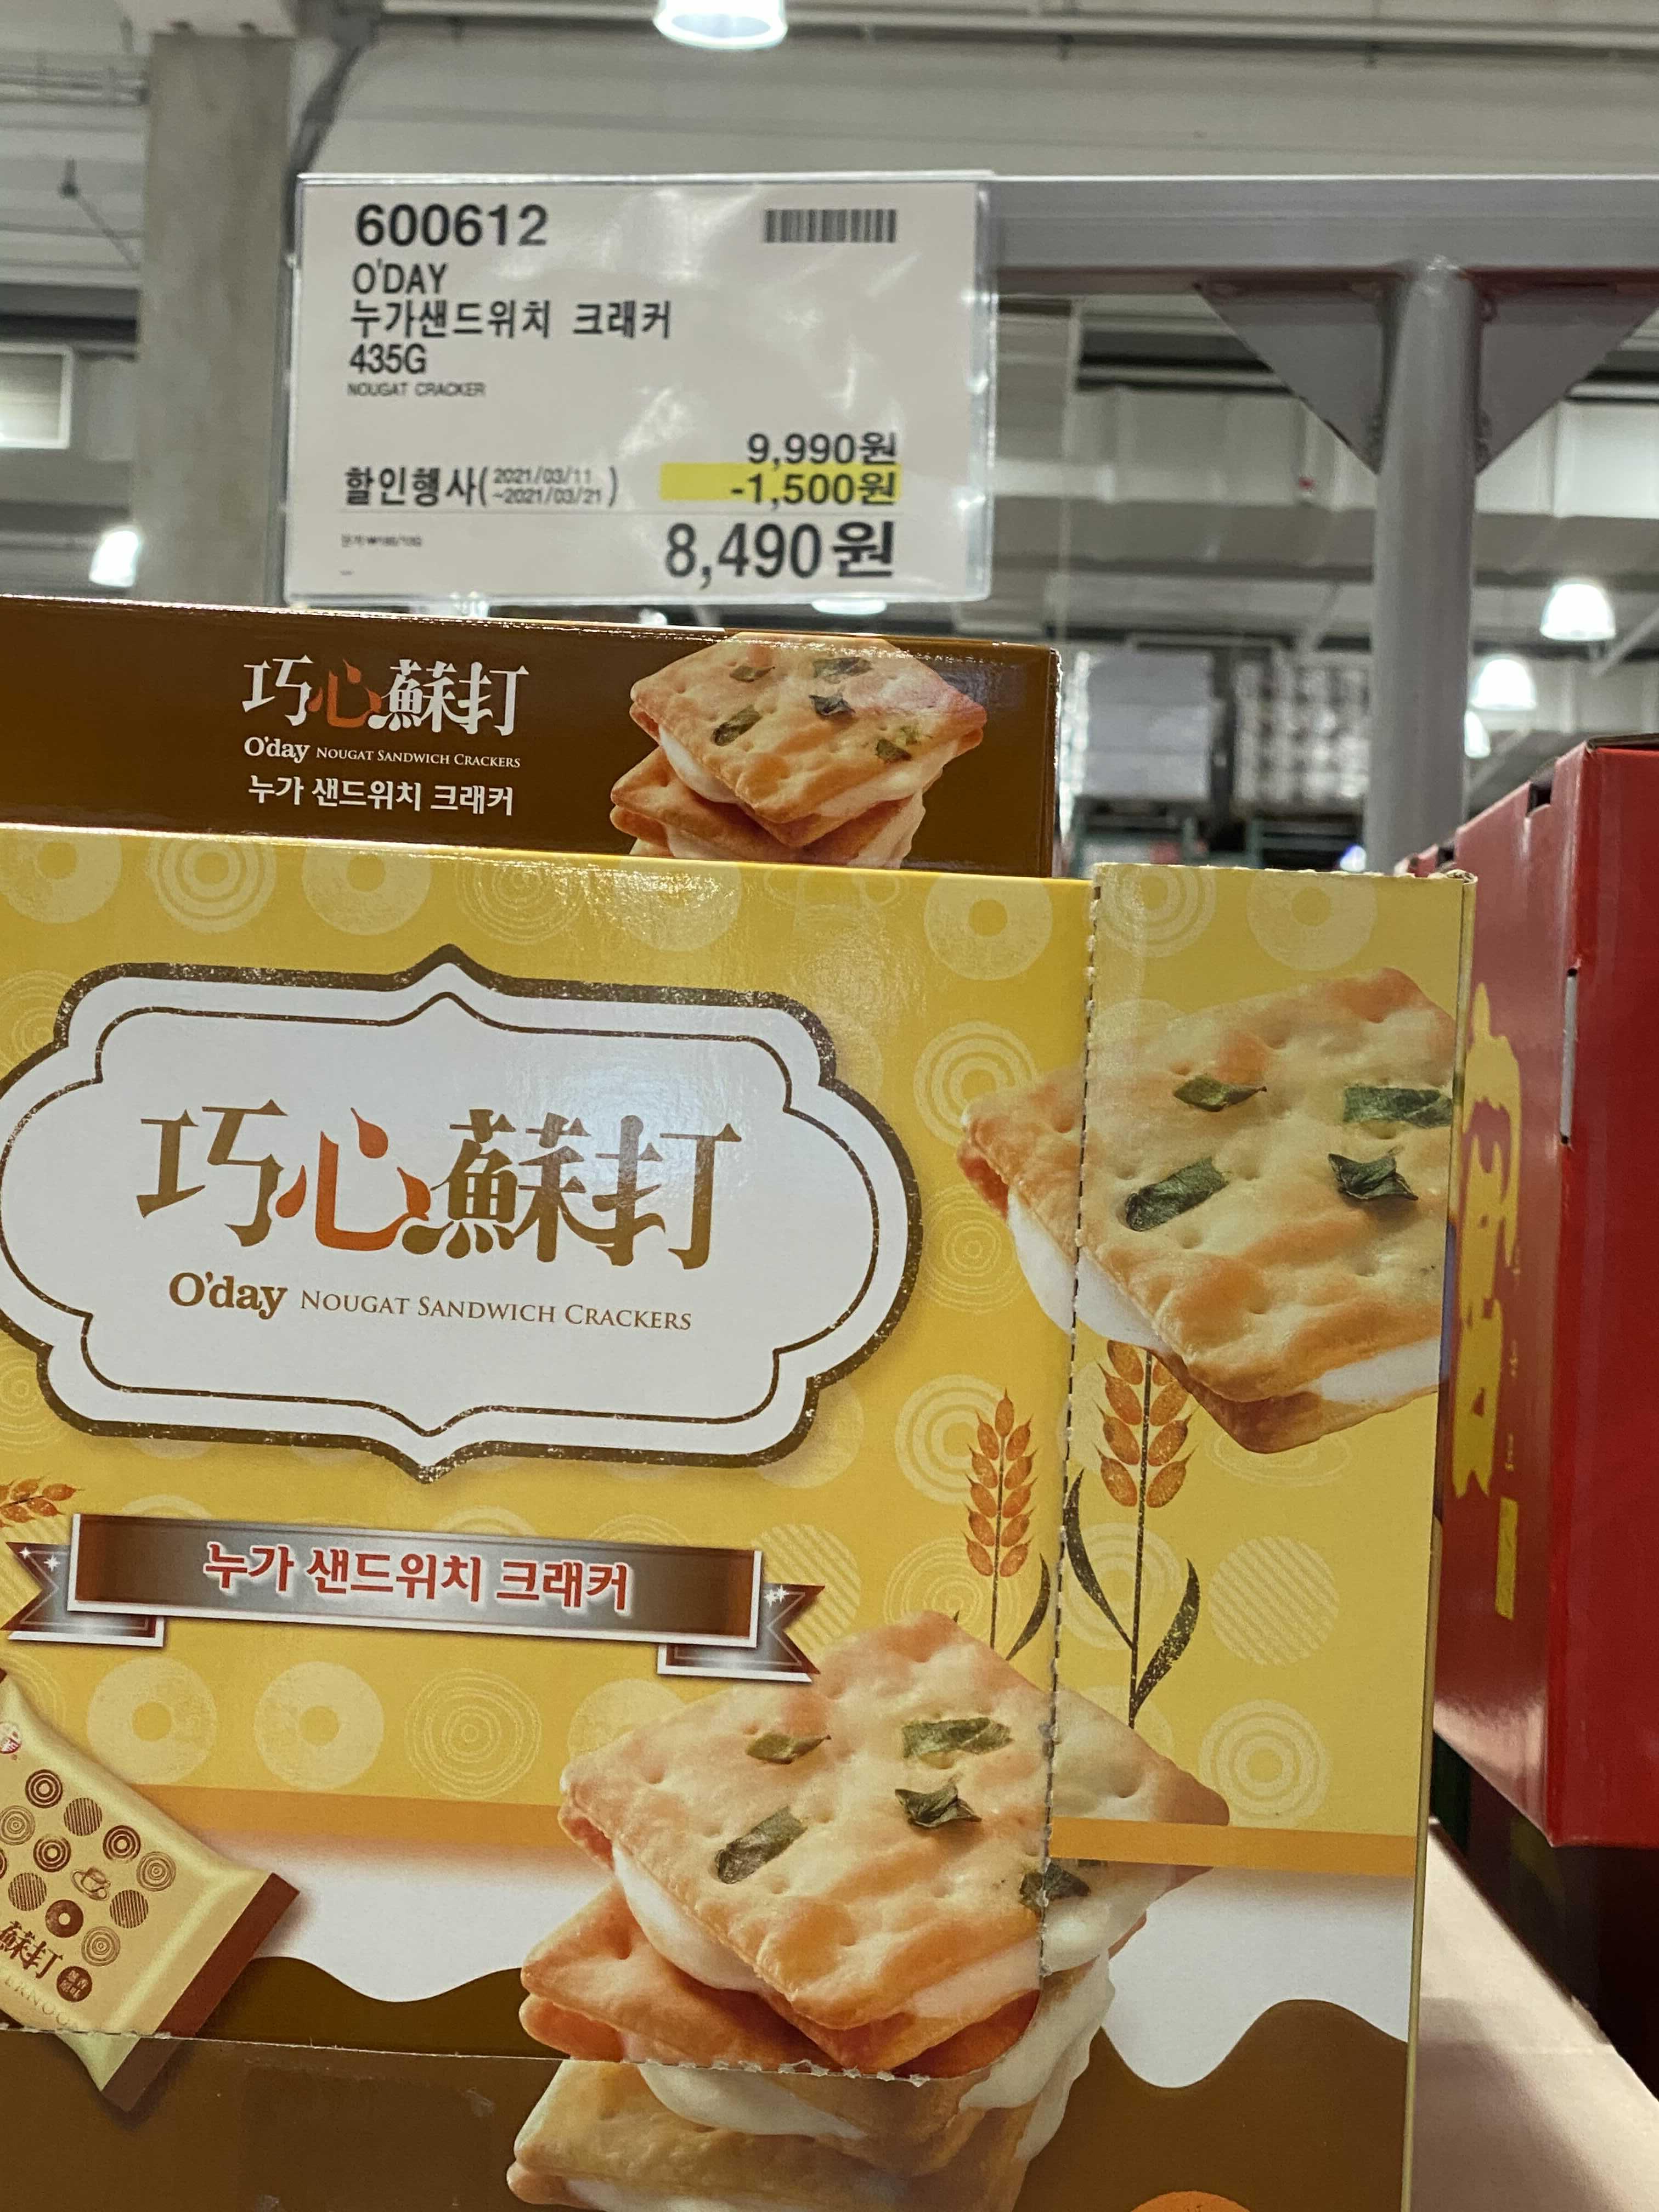 600612
O'DAY
누가샌드위치 크래커
435G
NOUGAT CRACKER
9,990원
할인행사(2021/03/11 ~2021/03/21) -1,500원
8,490원
巧心蘇打
O'day NOUGAT SANDWICH CRACKERS
누가 샌드위치 크래커
巧心蘇打
O'day NOUGAT SANDWICH CRACKERS
누가 샌드위치 크래커
蘇打